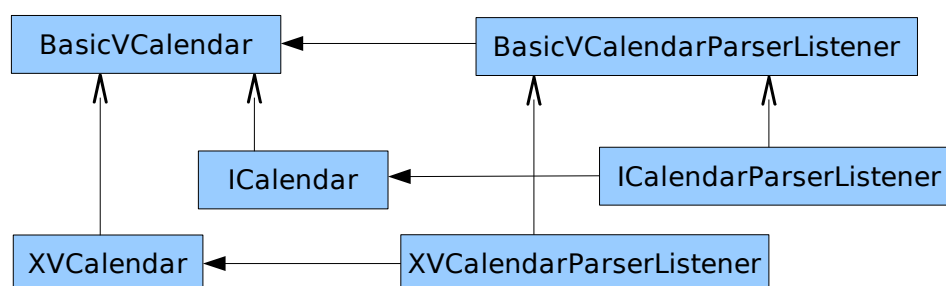 BasicVCalendar
BasicVCalendarParserListener
ICalendar
ICalendarParserListener
XVCalendar
XVCalendarParserListener